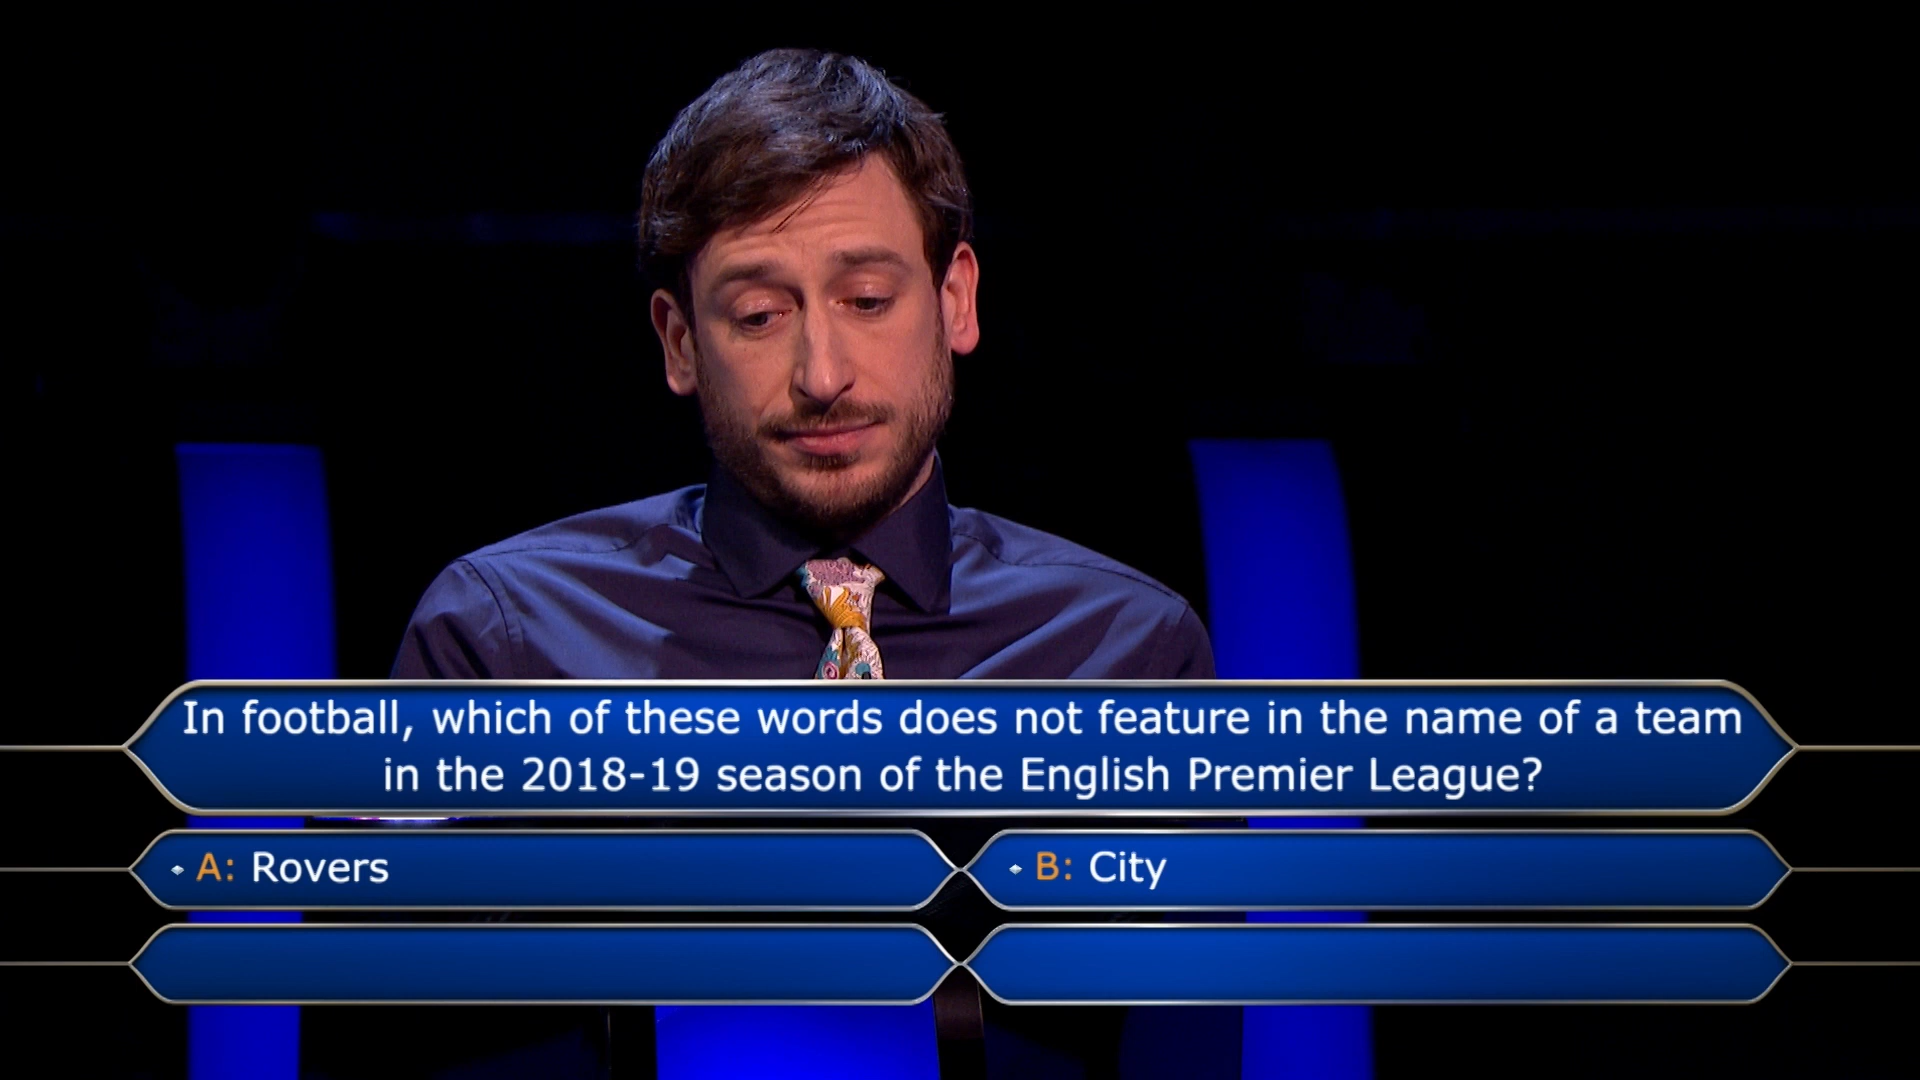 In football, which of these words does not feature in the name of a team
in the 2018-19 season of the English Premier League?
A: Rovers
B: City